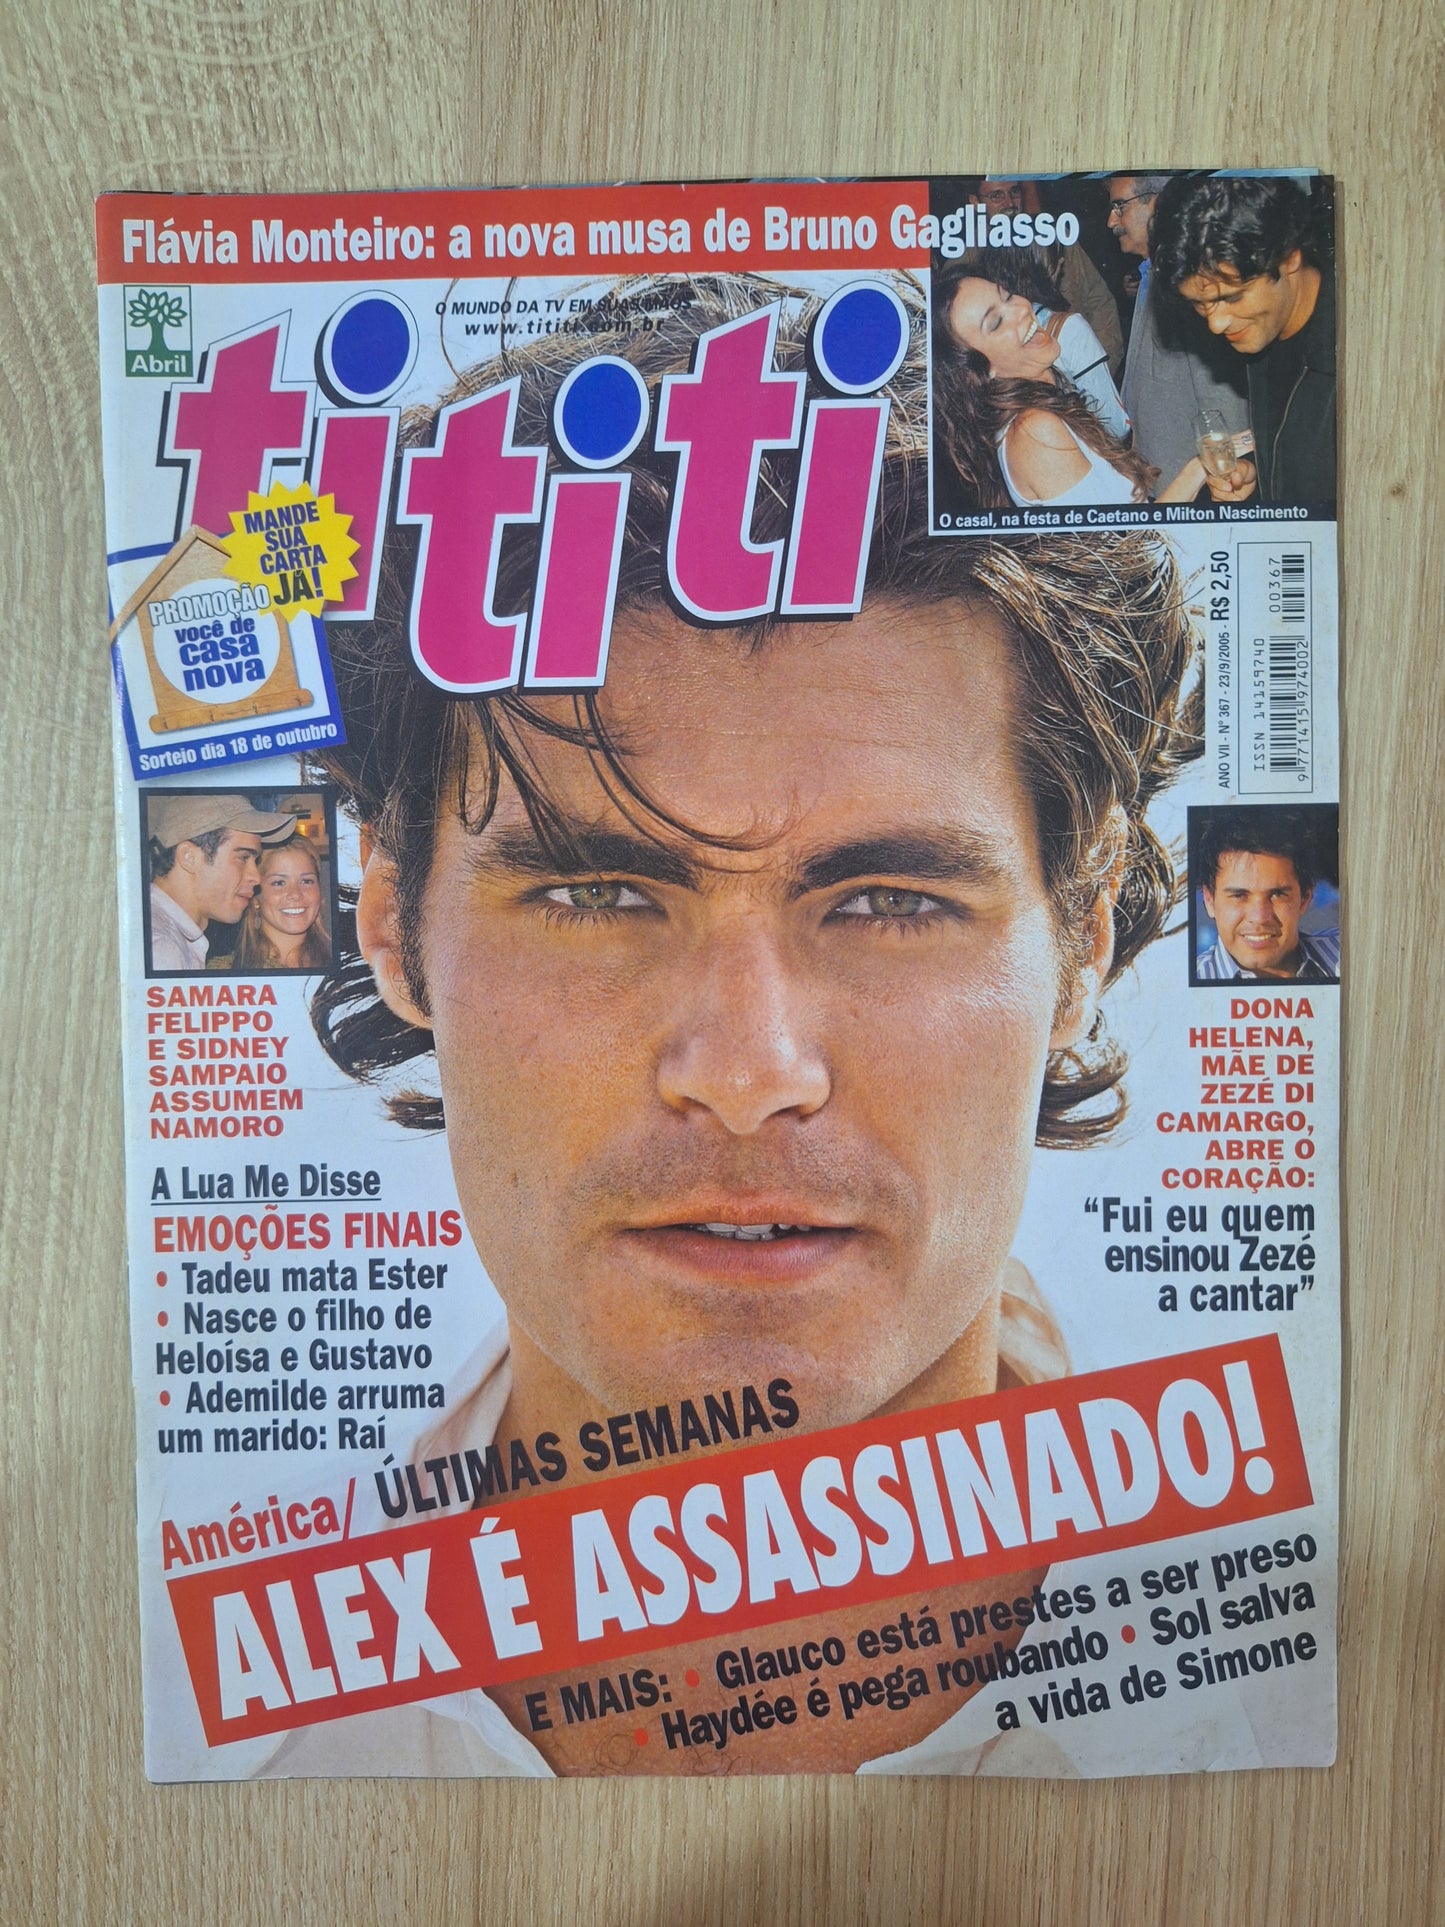 Flávia Monteiro: a nova musa de Bruno Gagliasso
Abril
O MUNDO DA TV EM SUAS MÃOS
www.tititi.com.br
tititi
O casal, na festa de Caetano e Milton Nascimento
MANDE
SUA
CARTA
JÁ!
PROMOÇÃO
você de
casa
nova
Sorteio dia 18 de outubro
ANO VII - Nº 367 - 23/9/2005 - R$ 2,50
ISSN 14159740
00367
9 771415 974002
SAMARA
FELIPPO
E SIDNEY
SAMPAIO
ASSUMEM
NAMORO
DONA
HELENA,
MÃE DE
ZEZÉ DI
CAMARGO,
ABRE O
CORAÇÃO:
“Fui eu quem
ensinou Zezé
a cantar”
A Lua Me Disse
EMOÇÕES FINAIS
• Tadeu mata Ester
• Nasce o filho de
Heloísa e Gustavo
• Ademilde arruma
um marido: Raí
América/ ÚLTIMAS SEMANAS
ALEX É ASSASSINADO!
E MAIS: • Glauco está prestes a ser preso
• Haydée é pega roubando • Sol salva
a vida de Simone